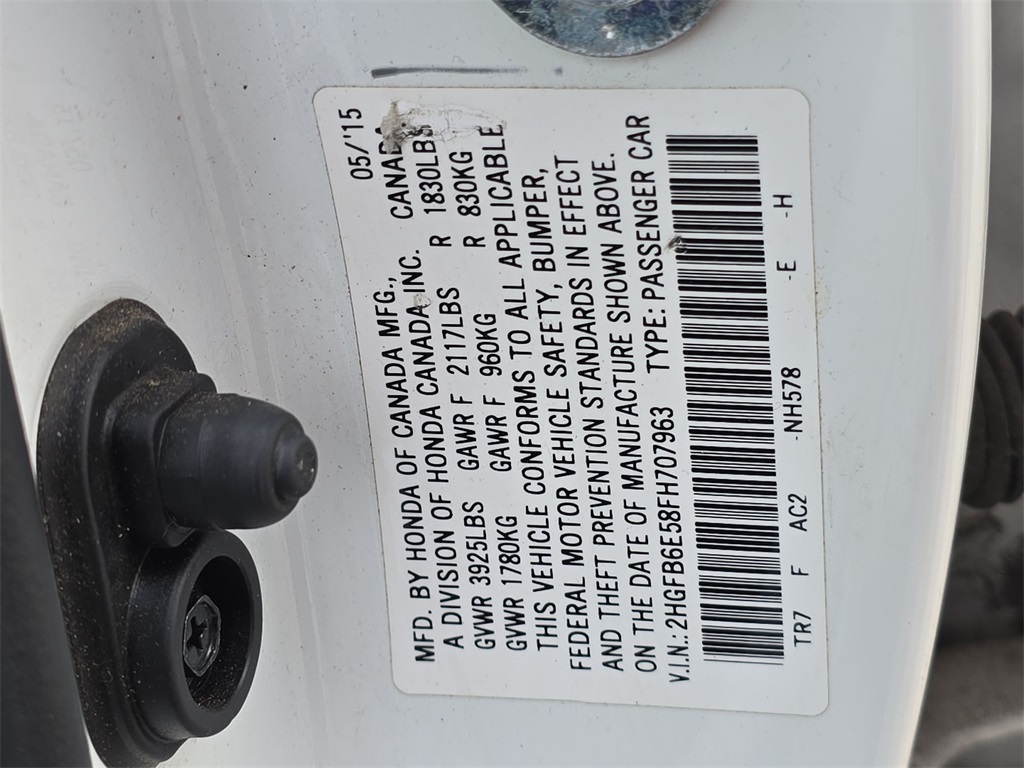 05/'15
MFD. BY HONDA OF CANADA MFG., CANADA
A DIVISION OF HONDA CANADA INC.
GVWR 3925LBS GAWR F 2117LBS R 1830LBS
GVWR 1780KG GAWR F 960KG R 830KG
THIS VEHICLE CONFORMS TO ALL APPLICABLE
FEDERAL MOTOR VEHICLE SAFETY, BUMPER,
AND THEFT PREVENTION STANDARDS IN EFFECT
ON THE DATE OF MANUFACTURE SHOWN ABOVE.
V.I.N.: 2HGFB6E58FH707963 TYPE: PASSENGER CAR
TR7 F AC2 -NH578 -E -H